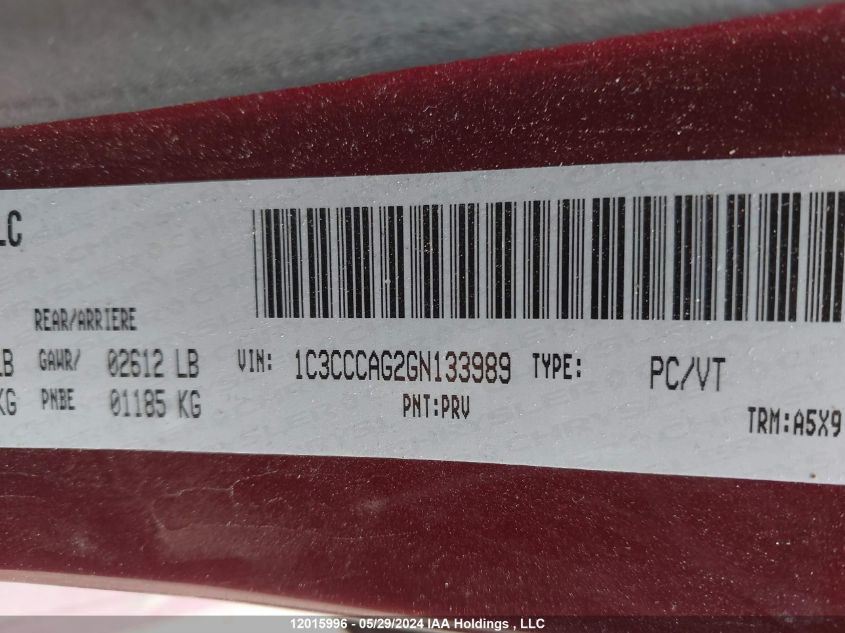 LC
REAR/ARRIERE
LB GAWR/ 02612 LB VIN: 1C3CCCAG2GN133989 TYPE: PC/VT
KG PNBE 01185 KG PNT:PRV TRM:A5X9
12015996 - 05/29/2024 IAA Holdings , LLC